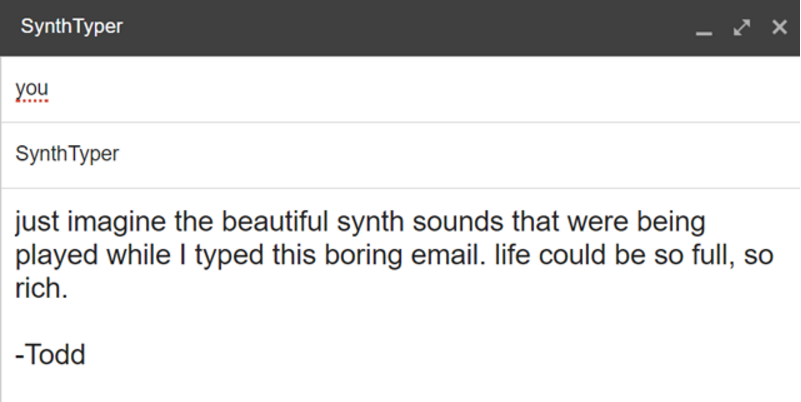 SynthTyper
you
SynthTyper
just imagine the beautiful synth sounds that were being
played while I typed this boring email. life could be so full, so
rich.
-Todd